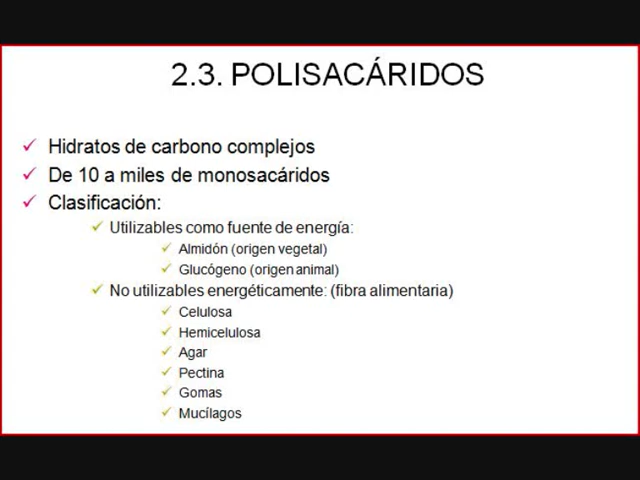 2.3. POLISACÁRIDOS
Hidratos de carbono complejos
De 10 a miles de monosacáridos
Clasificación:
Utilizables como fuente de energía:
Almidón (origen vegetal)
Glucógeno (origen animal)
No utilizables energéticamente: (fibra alimentaria)
Celulosa
Hemicelulosa
Agar
Pectina
Gomas
Mucílagos